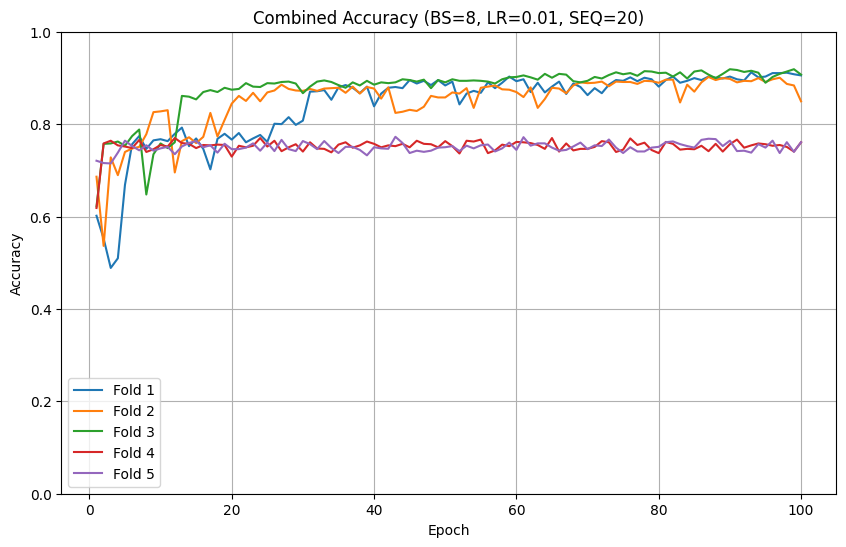 Combined Accuracy (BS=8, LR=0.01, SEQ=20)
1.0
0.8
0.6
0.4
0.2
0.0
Accuracy
Fold 1
Fold 2
Fold 3
Fold 4
Fold 5
0 20 40 60 80 100
Epoch